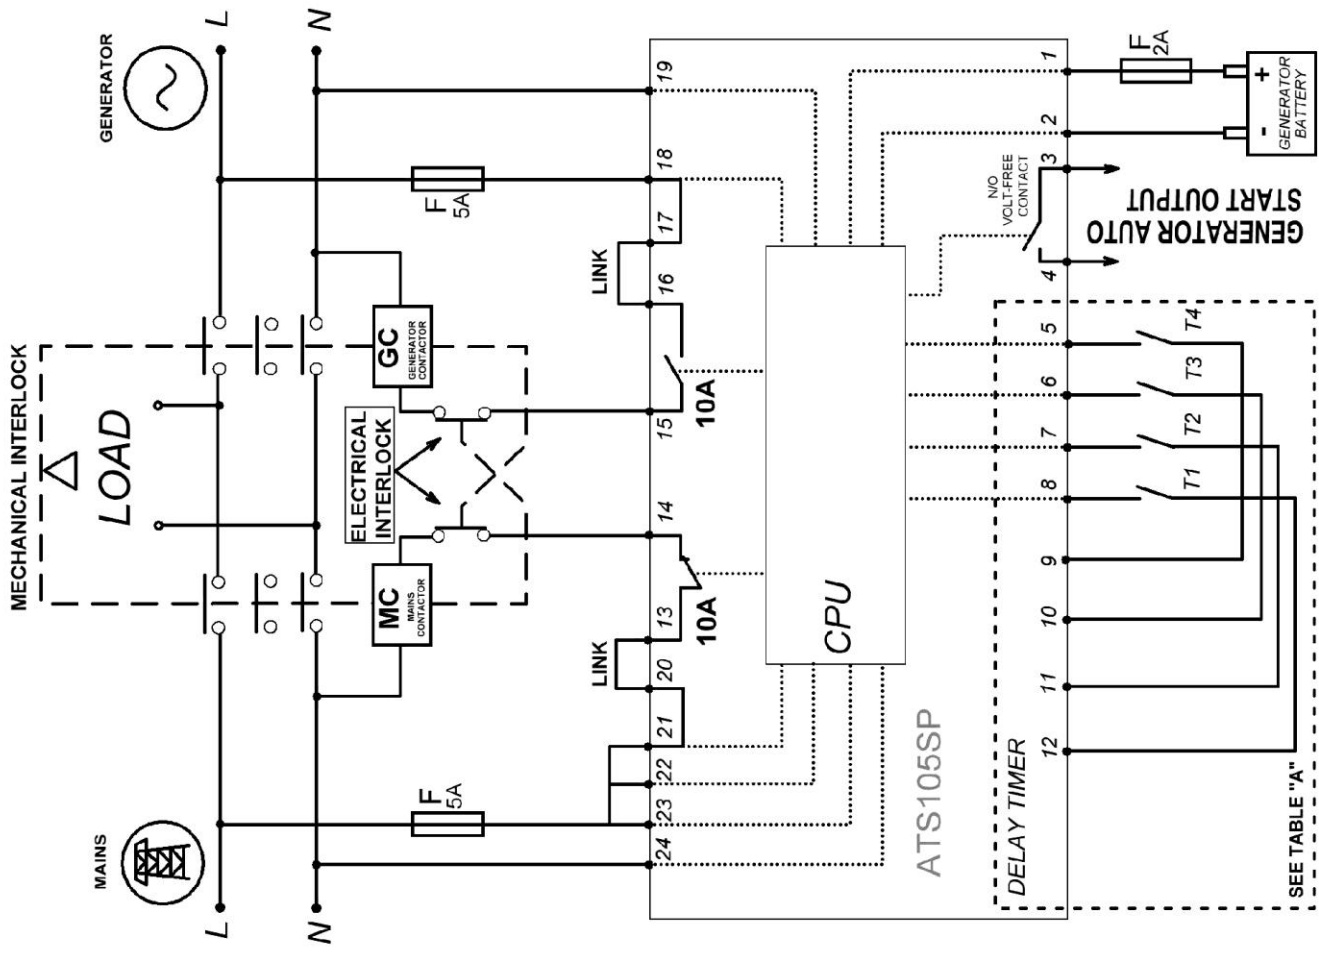 MECHANICAL INTERLOCK
MAINS
L
N
LOAD
GENERATOR
L
N
MC
MAINS
CONTACTOR
ELECTRICAL
INTERLOCK
GC
GENERATOR
CONTACTOR
F
5A
F
5A
LINK
LINK
24
23
22
21
20
13
14
15
16
17
18
19
10A
10A
CPU
ATS105SP
DELAY TIMER
12
11
10
9
8
7
6
5
4
3
2
1
N/O
VOLT-FREE
CONTACT
GENERATOR AUTO
START OUTPUT
F
2A
-
+
GENERATOR
BATTERY
T1
T2
T3
T4
SEE TABLE "A"